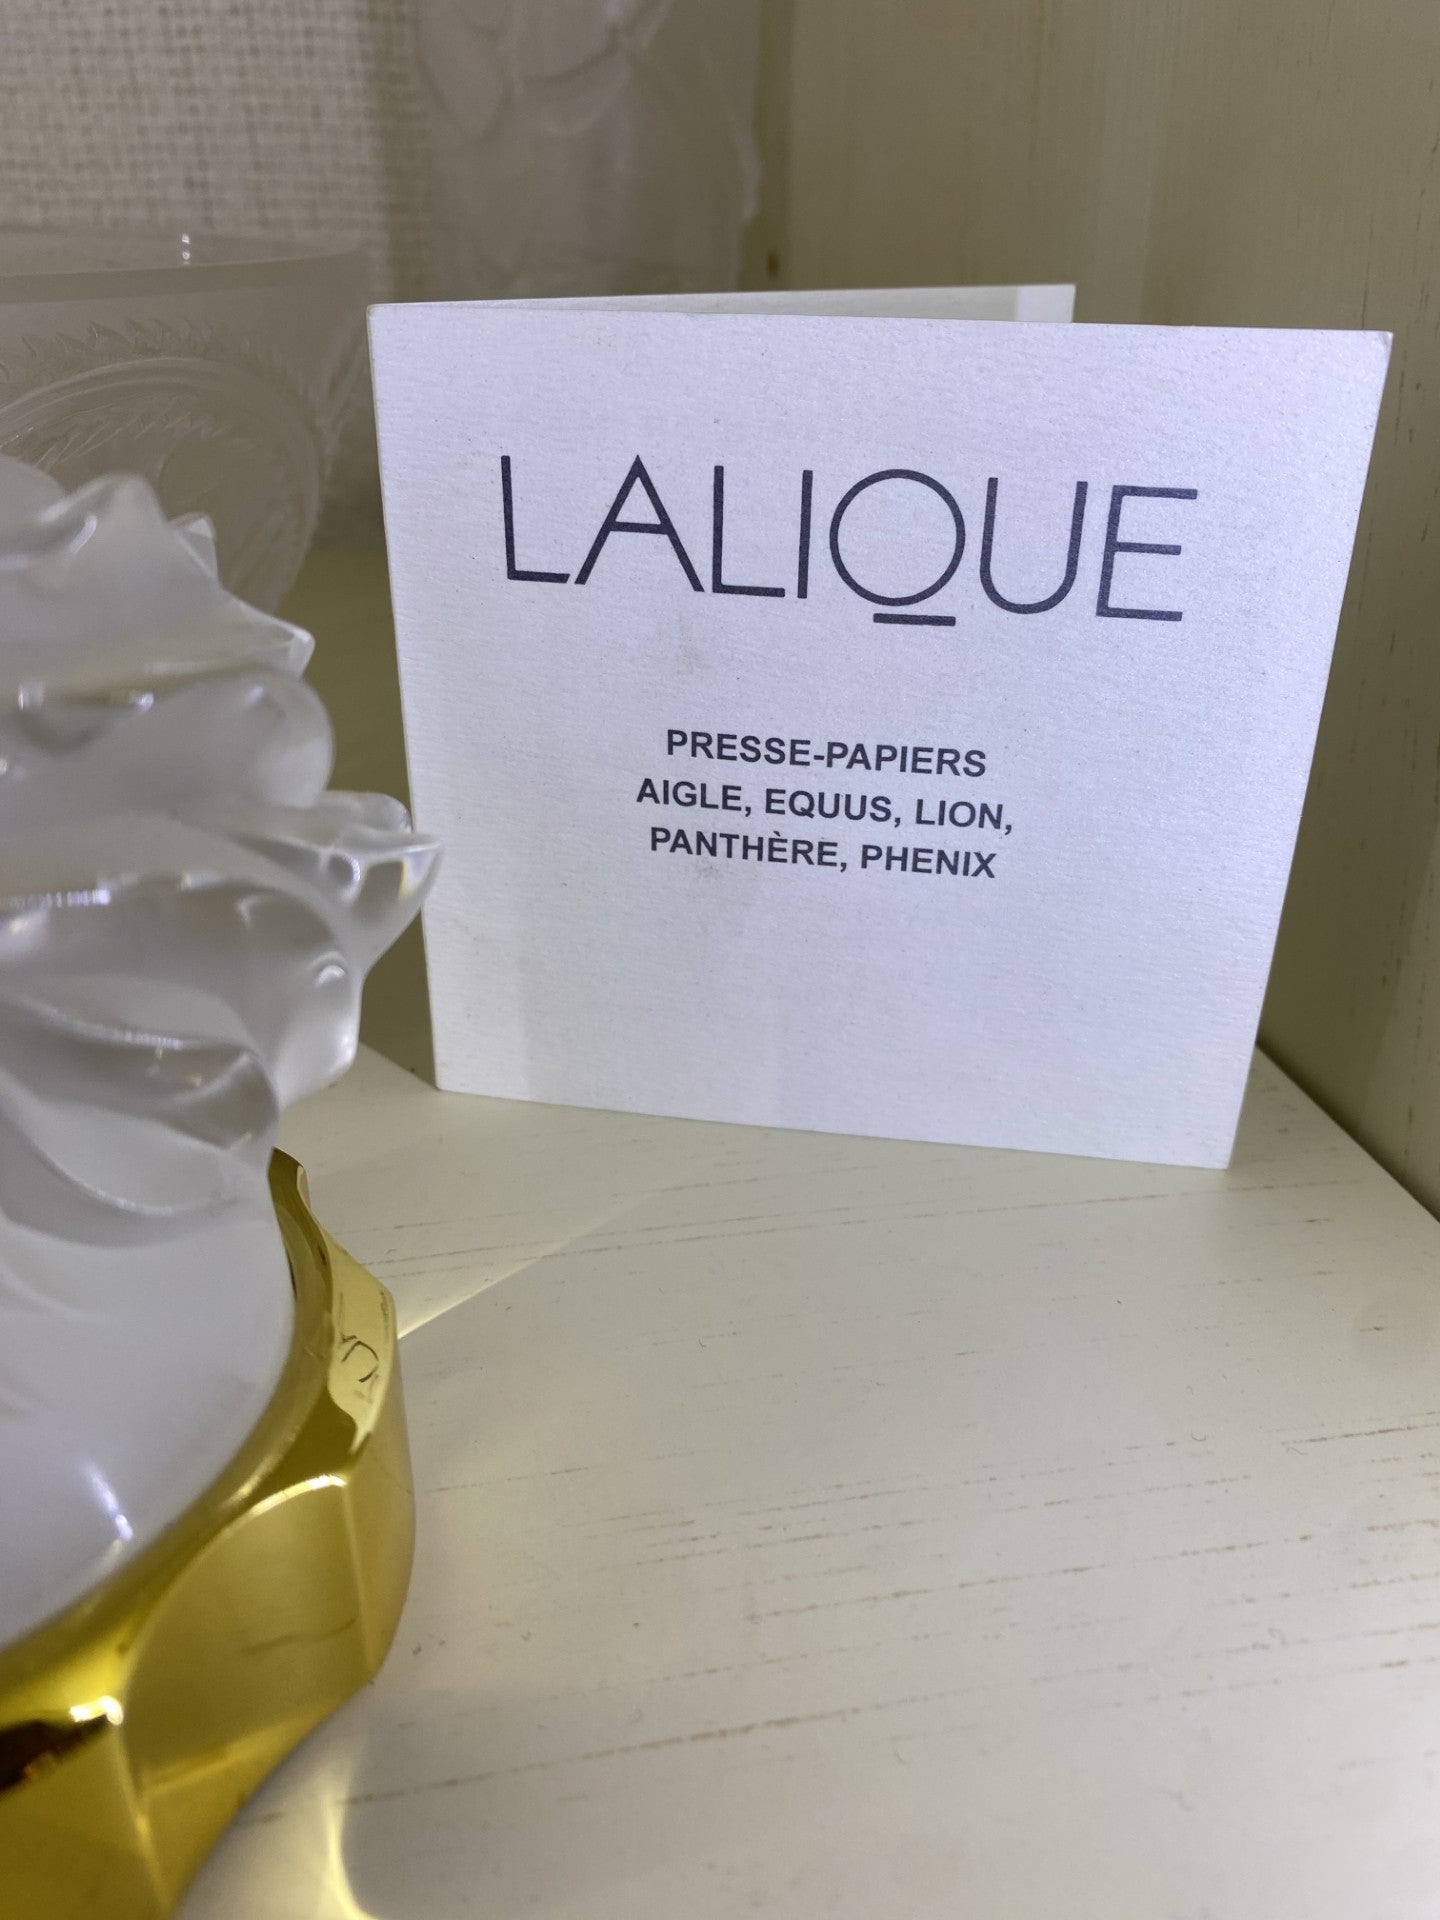 LALIQUE
PRESSE-PAPIERS
AIGLE, EQUUS, LION,
PANTHÈRE, PHENIX